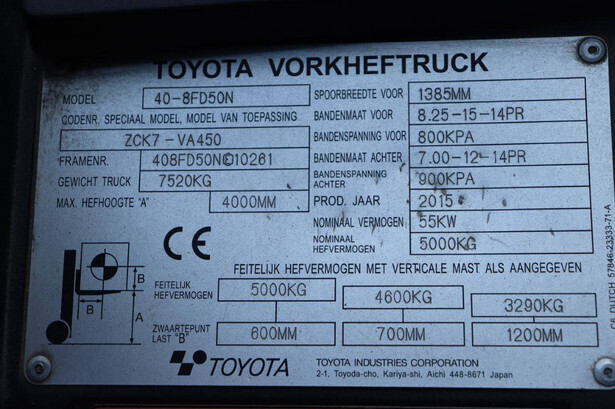 TOYOTA VORKHEFTRUCK
MODEL 40-8FD50N
CODENR. SPECIAAL MODEL, MODEL VAN TOEPASSING
ZCK7-VA450
FRAMENR. 408FD50N©10261
GEWICHT TRUCK 7520KG
MAX. HEFHOOGTE "A" 4000MM
SPOORBREEDTE VOOR 1385MM
BANDENMAAT VOOR 8.25-15-14PR
BANDENSPANNING VOOR 800KPA
BANDENMAAT ACHTER 7.00-12-14PR
BANDENSPANNING ACHTER 900KPA
PROD. JAAR 2015
NOMINAAL VERMOGEN 55KW
NOMINAAL HEFVERMOGEN 5000KG
CE
FEITELIJK HEFVERMOGEN MET VERTICALE MAST ALS AANGEGEVEN
FEITELIJK HEFVERMOGEN 5000KG 4600KG 3290KG
ZWAARTEPUNT LAST "B" 600MM 700MM 1200MM
B
B
A
TOYOTA
TOYOTA INDUSTRIES CORPORATION
2-1, Toyoda-cho, Kariya-shi, Aichi 448-8671 Japan
DUTCH 57846-23333-71-A